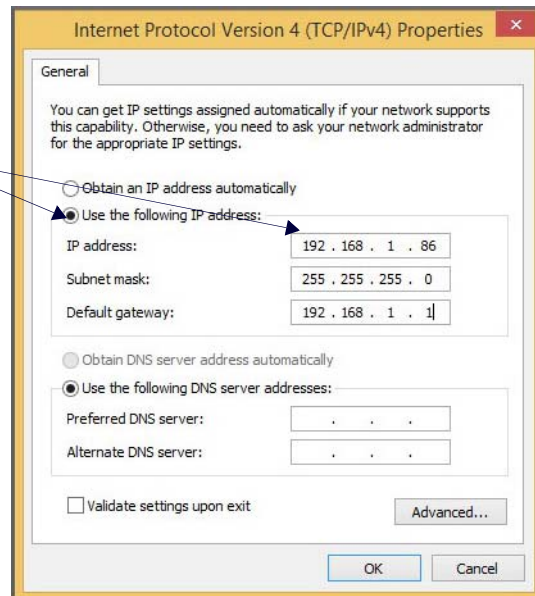 Internet Protocol Version 4 (TCP/IPv4) Properties
General
You can get IP settings assigned automatically if your network supports
this capability. Otherwise, you need to ask your network administrator
for the appropriate IP settings.
Obtain an IP address automatically
Use the following IP address:
IP address: 192 . 168 . 1 . 86
Subnet mask: 255 . 255 . 255 . 0
Default gateway: 192 . 168 . 1 . 1
Obtain DNS server address automatically
Use the following DNS server addresses:
Preferred DNS server: . . .
Alternate DNS server: . . .
Validate settings upon exit
Advanced...
OK Cancel